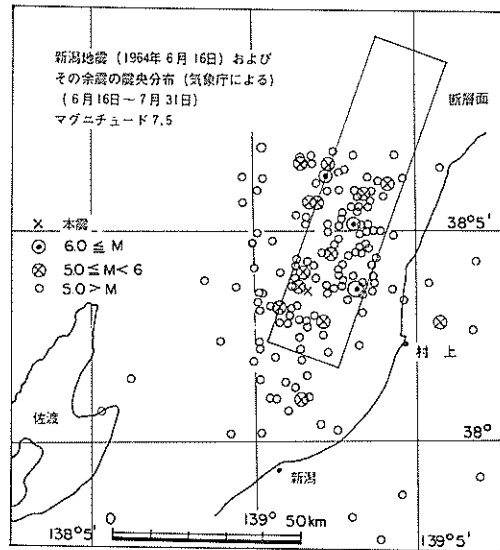 新潟地震（1964年6月16日）および
その余震の震央分布（気象庁による）
（6月16日～7月31日）
マグニチュード7.5
断層面
× 本震
6.0≦M
5.0≦M<6
5.0>M
38°5′
村上
佐渡
38°
新潟
0 50km
138°5′
139°
139°5′